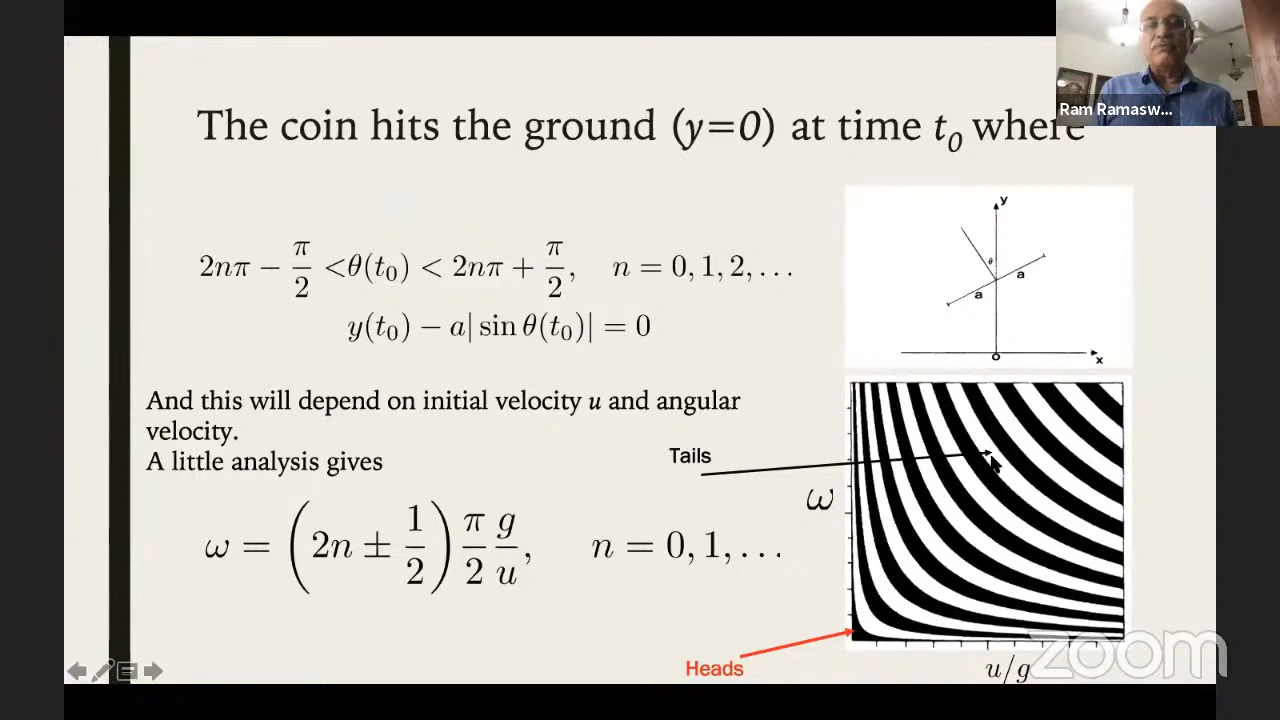 Ram Ramasw...
The coin hits the ground (y=0) at time t₀ where
2nπ − π/2 <θ(t₀) < 2nπ + π/2, n = 0, 1, 2, . . .
y(t₀) − a| sin θ(t₀)| = 0
y
θ
a
a
o
x
And this will depend on initial velocity u and angular
velocity.
A little analysis gives
ω = (2n ± 1/2) π/2 g/u, n = 0, 1, . . .
Tails
ω
Heads
u/g
zoom